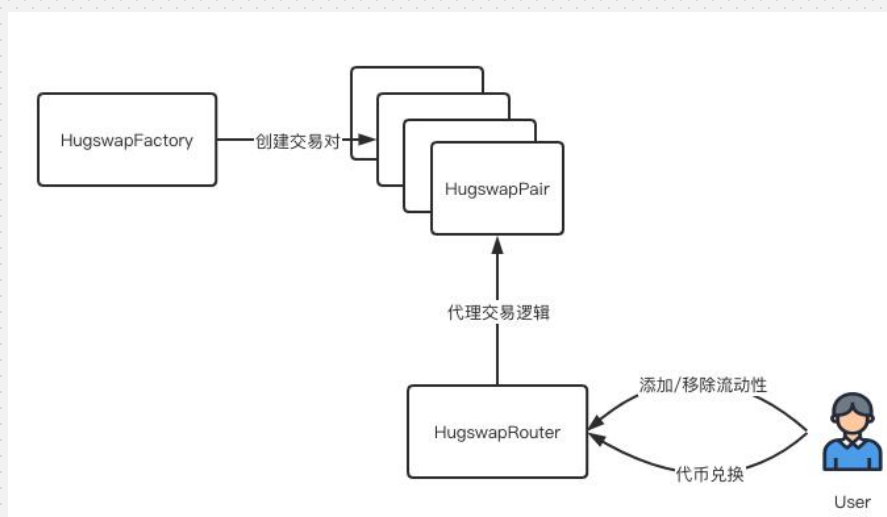 HugswapFactory
创建交易对
HugswapPair
代理交易逻辑
添加/移除流动性
HugswapRouter
代币兑换
User